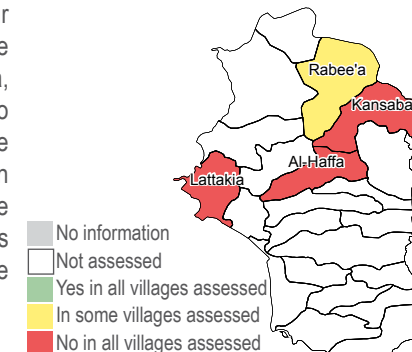 r
e
,
o
e
n
e
s
e
Rabee'a
Kansaba
Al-Haffa
Lattakia
No information
Not assessed
Yes in all villages assessed
In some villages assessed
No in all villages assessed